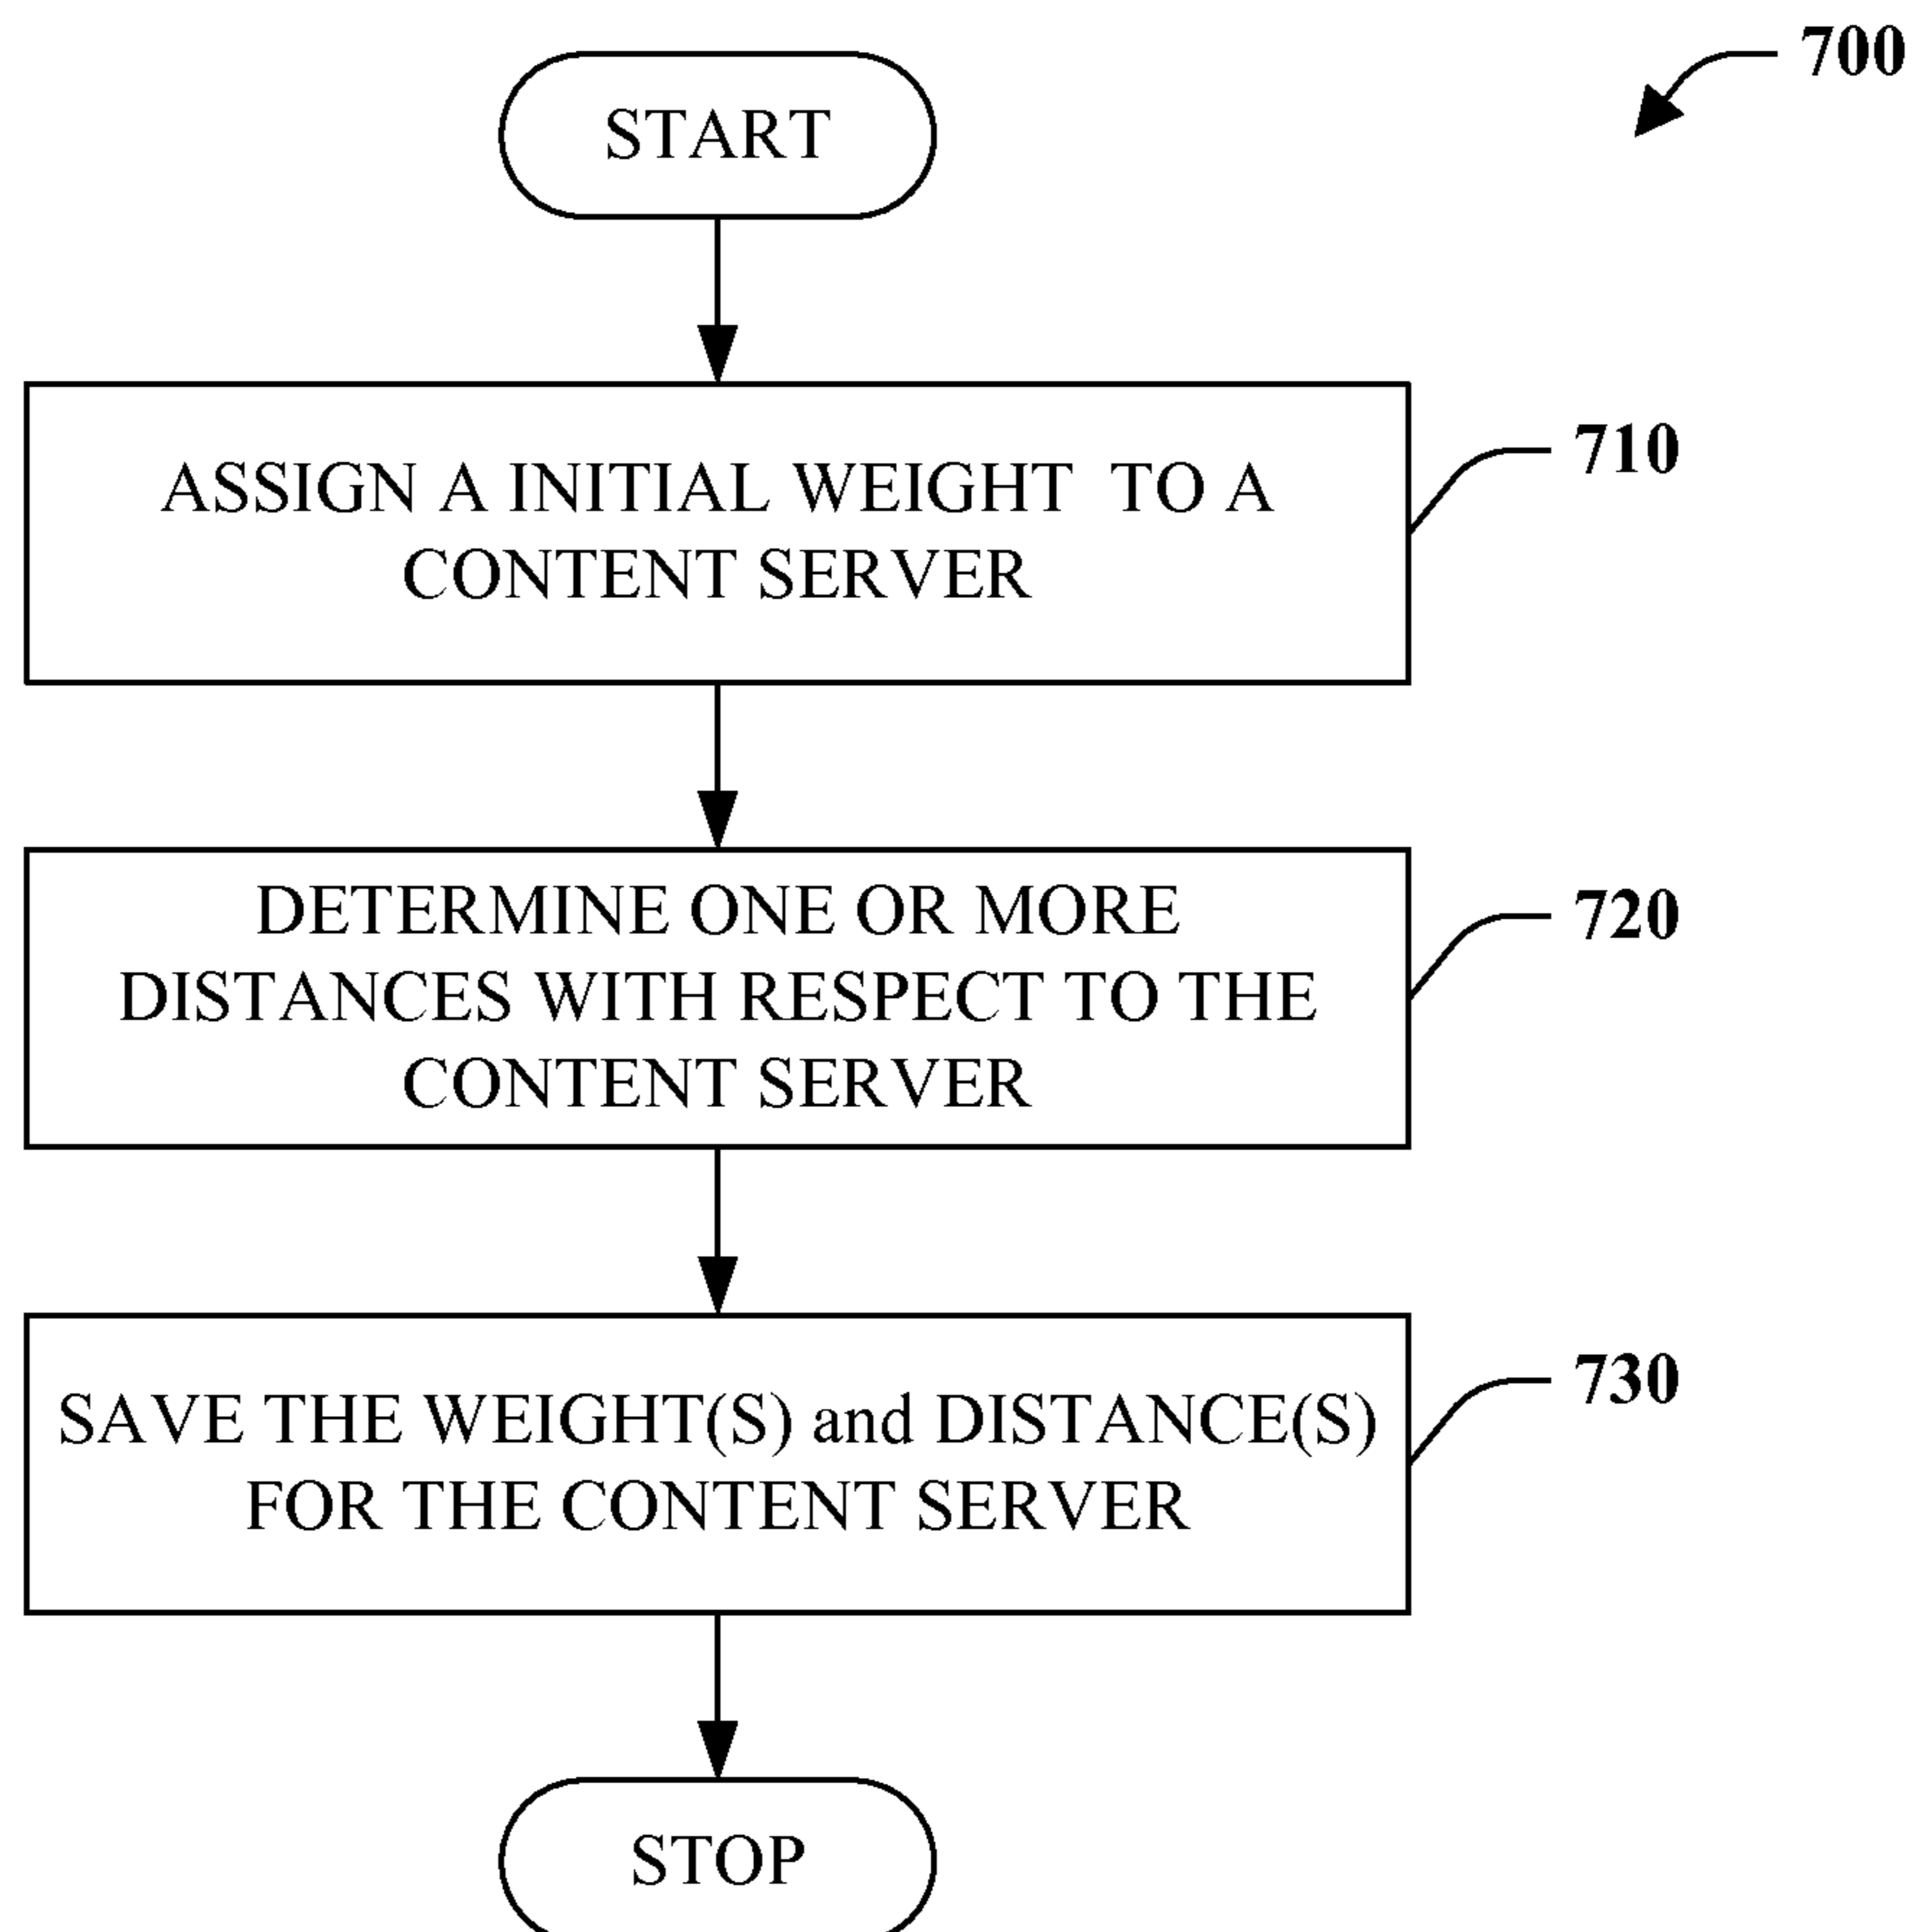 700
START
710
ASSIGN A INITIAL WEIGHT TO A
CONTENT SERVER
720
DETERMINE ONE OR MORE
DISTANCES WITH RESPECT TO THE
CONTENT SERVER
730
SAVE THE WEIGHT(S) and DISTANCE(S)
FOR THE CONTENT SERVER
STOP